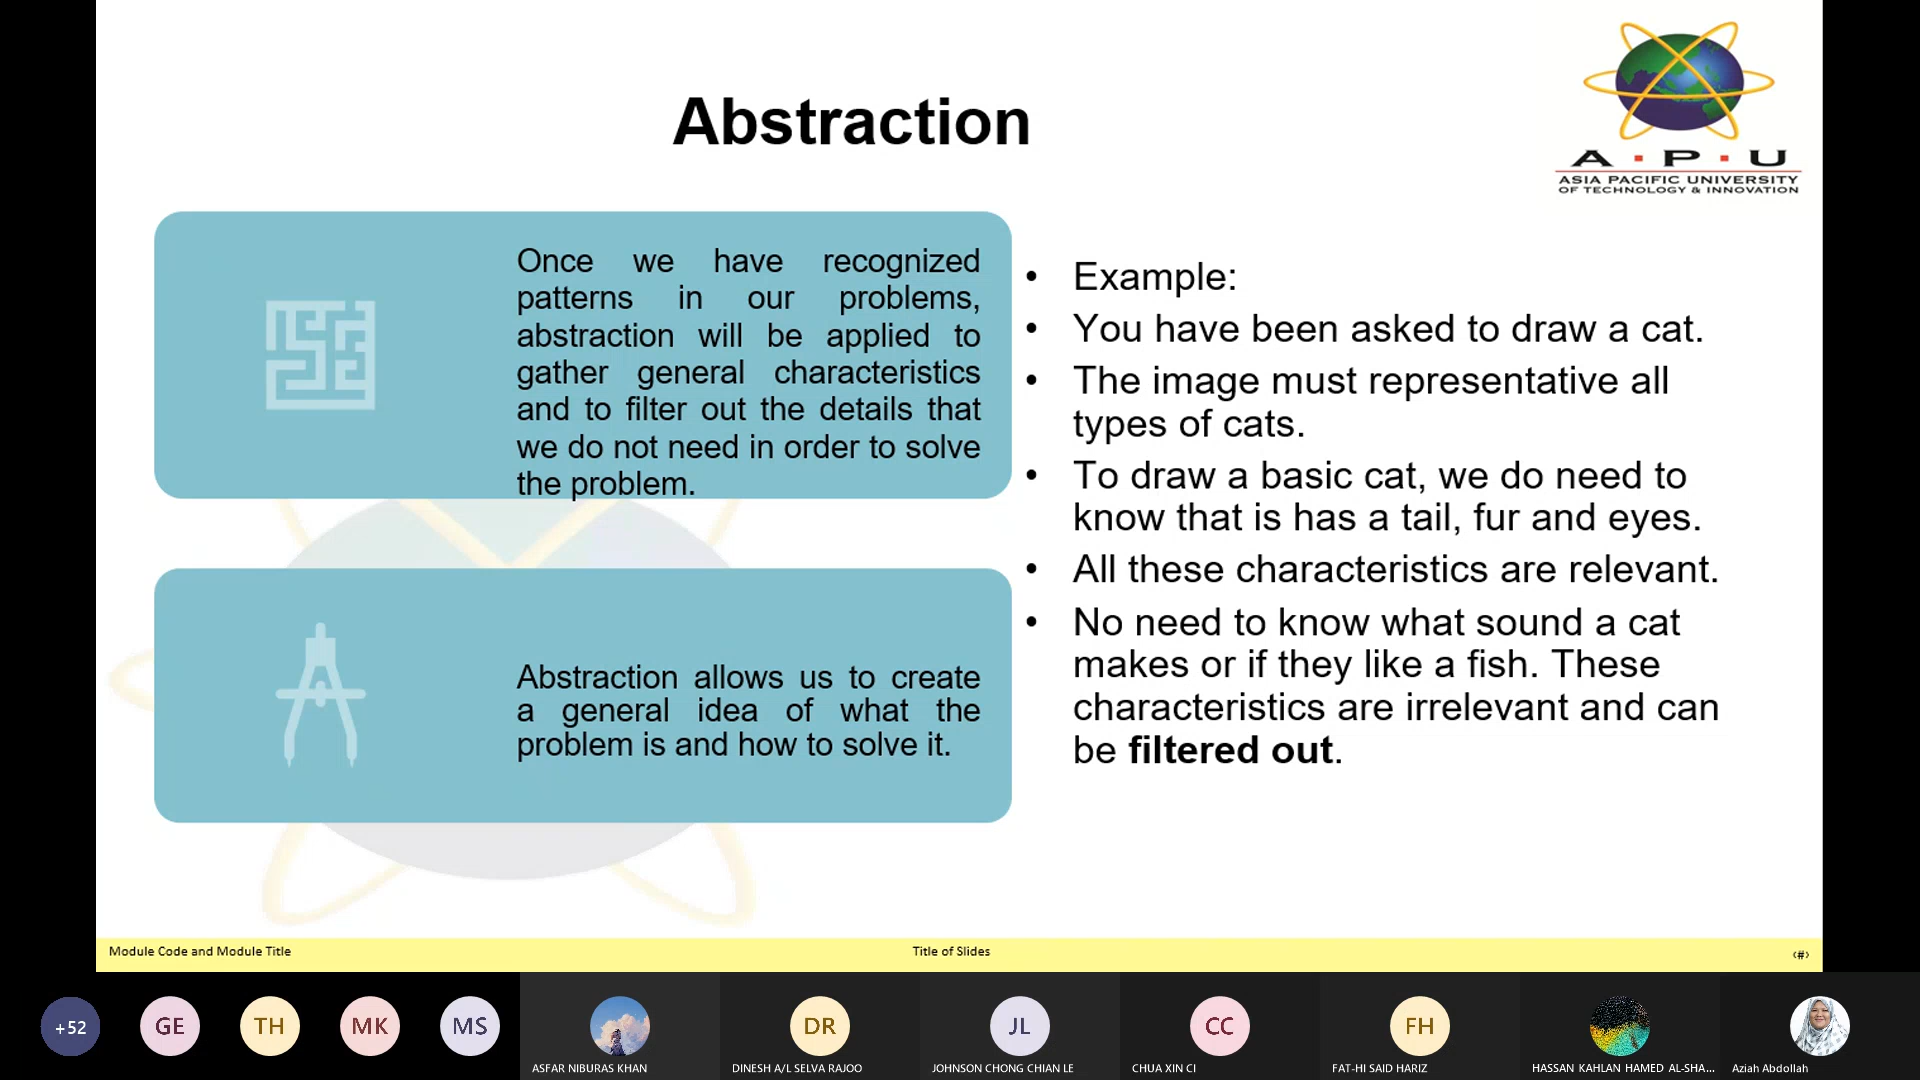 Abstraction
A . P . U
ASIA PACIFIC UNIVERSITY
OF TECHNOLOGY & INNOVATION
Once we have recognized
patterns in our problems,
abstraction will be applied to
gather general characteristics
and to filter out the details that
we do not need in order to solve
the problem.
Abstraction allows us to create
a general idea of what the
problem is and how to solve it.
• Example:
• You have been asked to draw a cat.
• The image must representative all
types of cats.
• To draw a basic cat, we do need to
know that is has a tail, fur and eyes.
• All these characteristics are relevant.
• No need to know what sound a cat
makes or if they like a fish. These
characteristics are irrelevant and can
be filtered out.
Module Code and Module Title
Title of Slides
‹#›
+52
GE
TH
MK
MS
ASFAR NIBURAS KHAN
DR
DINESH A/L SELVA RAJOO
JL
JOHNSON CHONG CHIAN LE
CC
CHUA XIN CI
FH
FAT-HI SAID HARIZ
HASSAN KAHLAN HAMED AL-SHA...
Aziah Abdollah